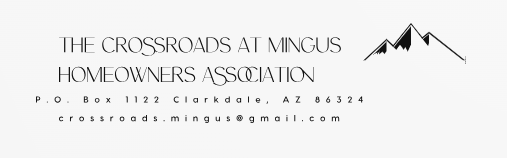 THE CROSSROADS AT MINGUS
HOMEOWNERS ASSOCIATION
P.O. Box 1122 Clarkdale, AZ 86324
crossroads.mingus@gmail.com